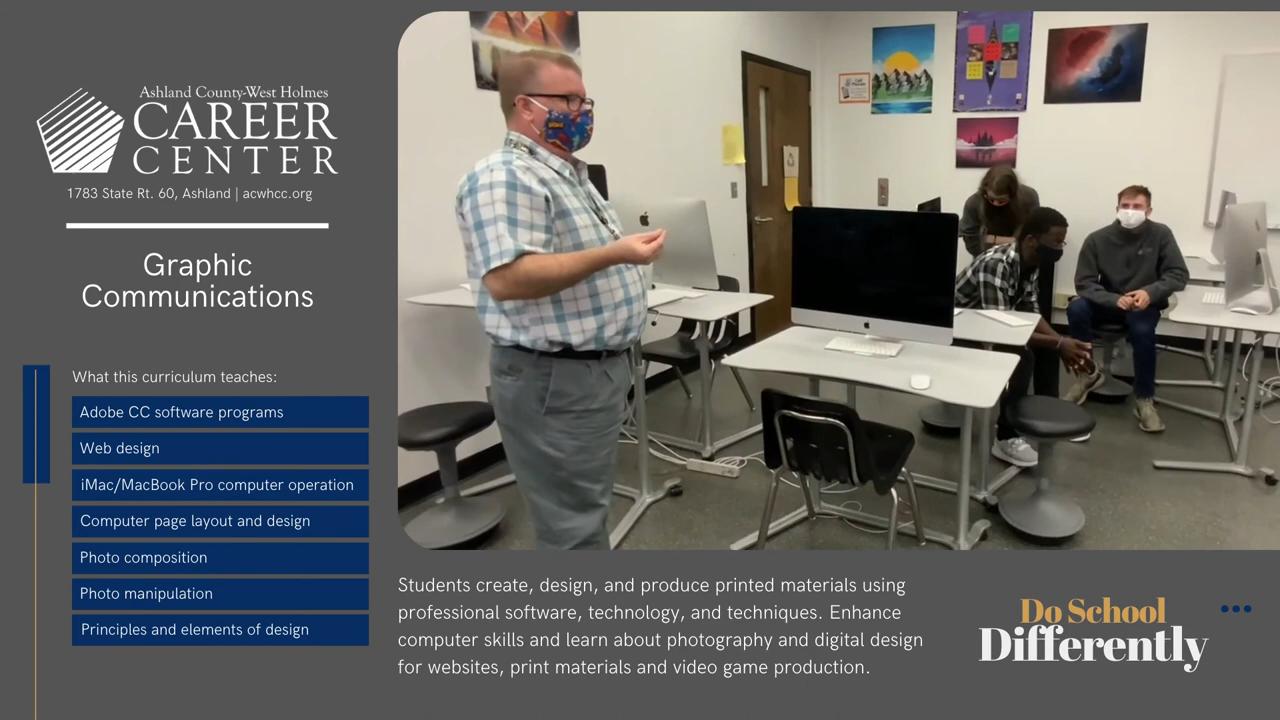 Ashland County-West Holmes
CAREER
CENTER
1783 State Rt. 60, Ashland | acwhcc.org
Graphic
Communications
What this curriculum teaches:
Adobe CC software programs
Web design
iMac/MacBook Pro computer operation
Computer page layout and design
Photo composition
Photo manipulation
Principles and elements of design
Students create, design, and produce printed materials using
professional software, technology, and techniques. Enhance
computer skills and learn about photography and digital design
for websites, print materials and video game production.
Do School
Differently